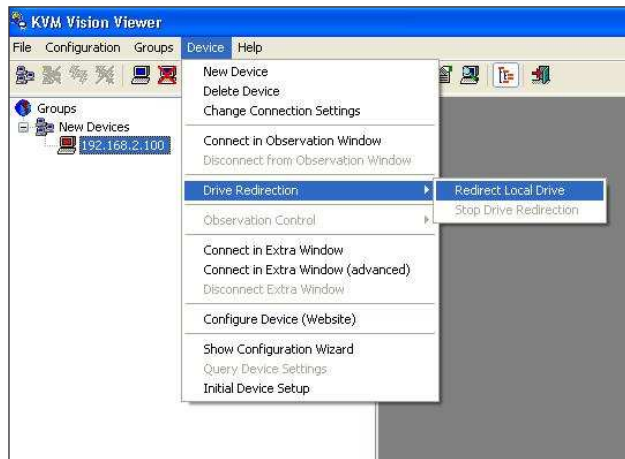 KVM Vision Viewer
File Configuration Groups Device Help
Groups
New Devices
192.168.2.100
New Device
Delete Device
Change Connection Settings
Connect in Observation Window
Disconnect from Observation Window
Drive Redirection
Redirect Local Drive
Stop Drive Redirection
Observation Control
Connect in Extra Window
Connect in Extra Window (advanced)
Disconnect Extra Window
Configure Device (Website)
Show Configuration Wizard
Query Device Settings
Initial Device Setup